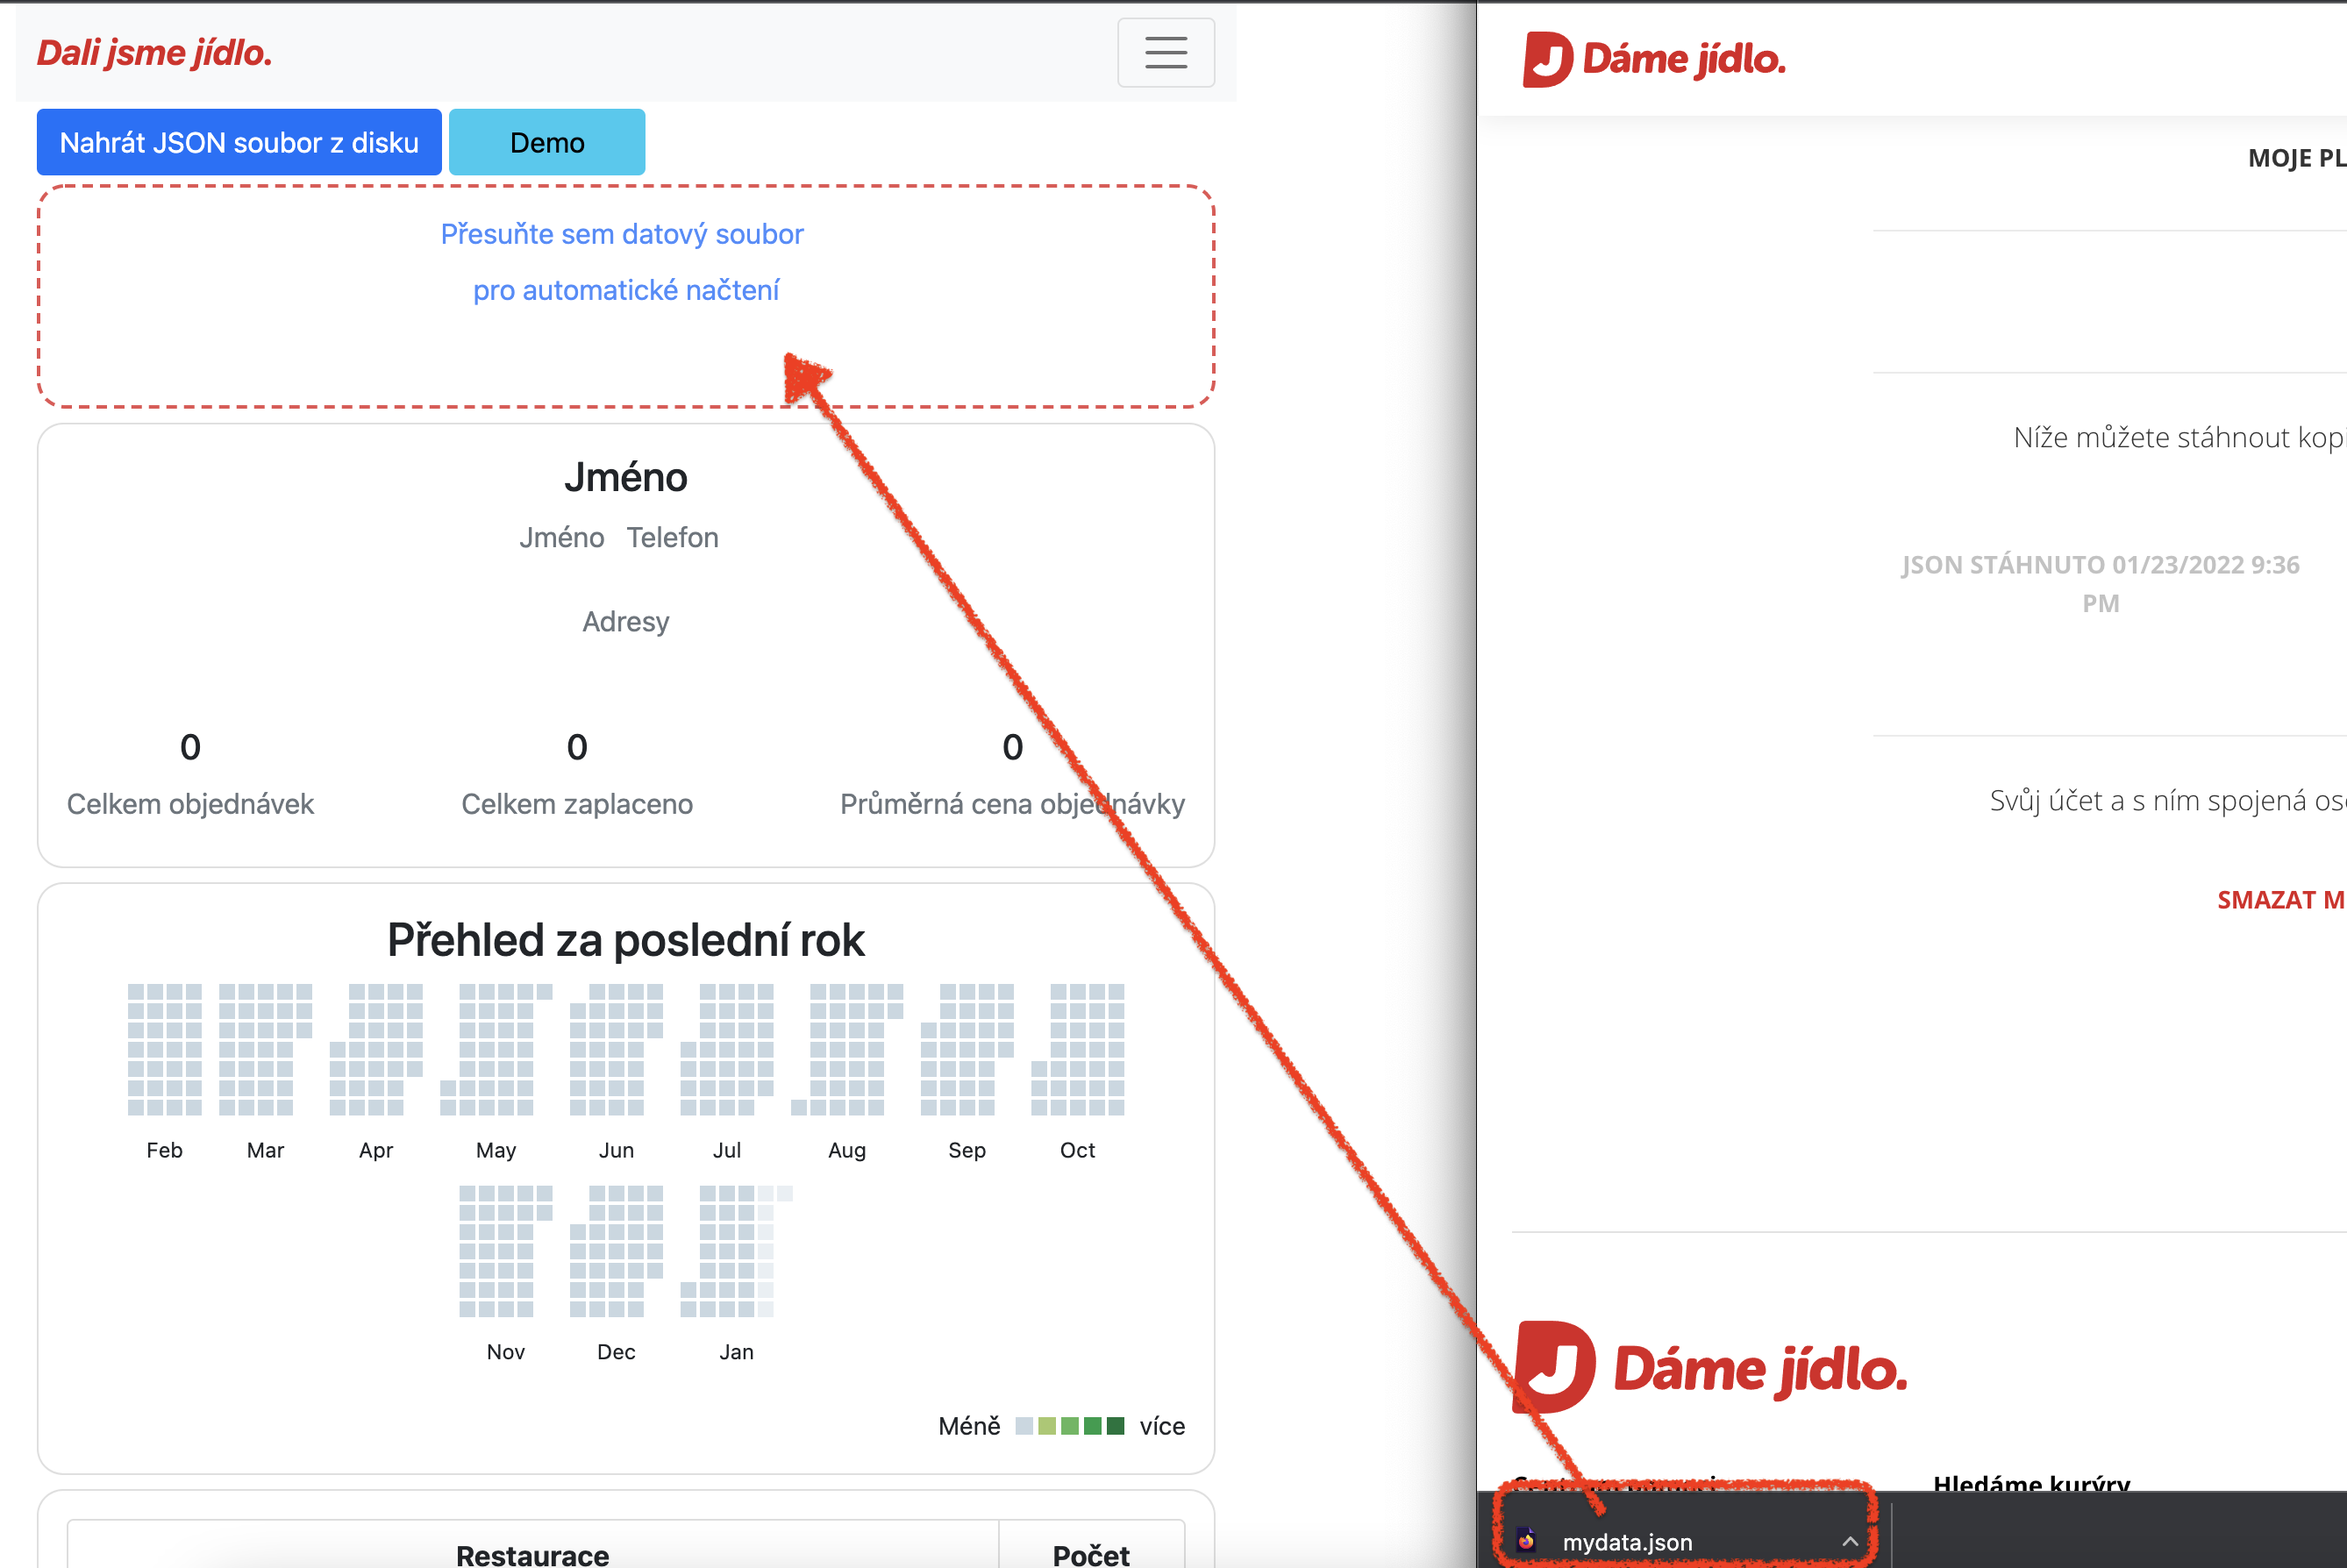 Dali jsme jídlo.
Nahrát JSON soubor z disku
Demo
Přesuňte sem datový soubor
pro automatické načtení
Jméno
Jméno Telefon
Adresy
0 0 0
Celkem objednávek Celkem zaplaceno Průměrná cena objednávky
Přehled za poslední rok
Feb Mar Apr May Jun Jul Aug Sep Oct
Nov Dec Jan
Méně více
Restaurace Počet
Dáme jídlo.
MOJE PL
Níže můžete stáhnout kopi
JSON STÁHNUTO 01/23/2022 9:36
PM
Svůj účet a s ním spojená oso
SMAZAT M
Dáme jídlo.
Hledáme kurýry
mydata.json